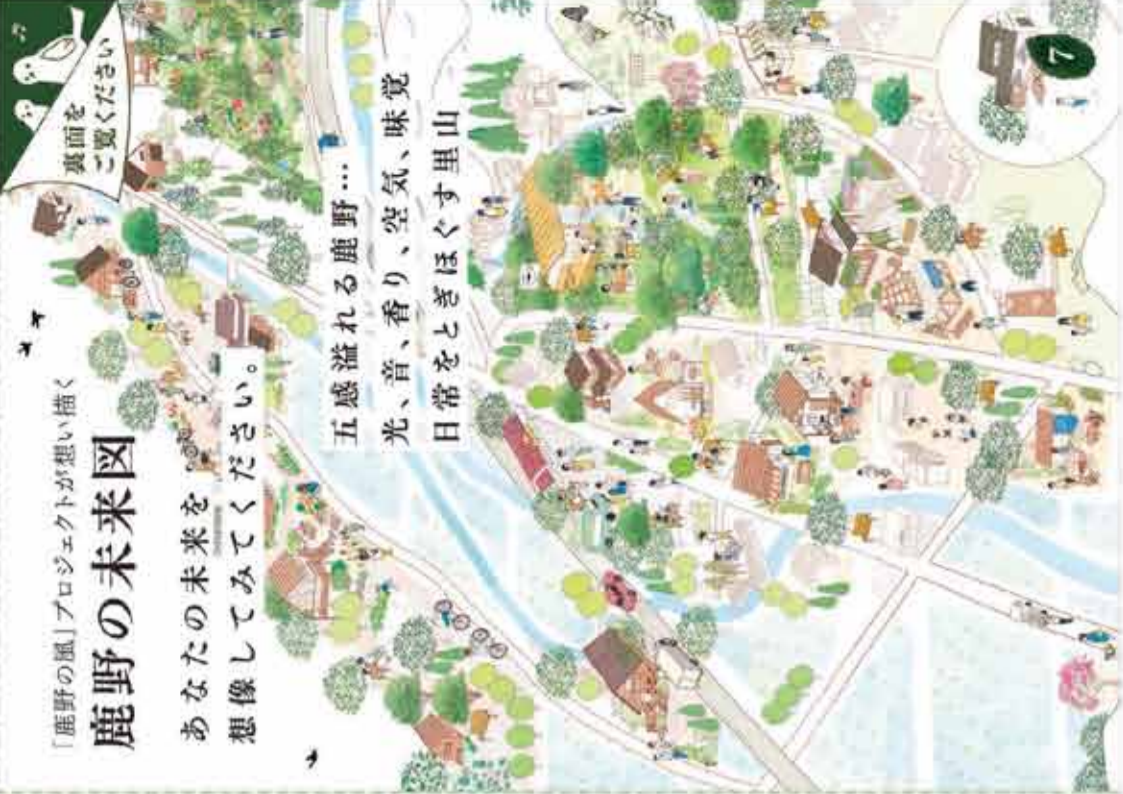 「鹿野の風」プロジェクトが想い描く
鹿野の未来図
あなたの未来を
想像してみてください。
五感溢れる鹿野…
光、音、香り、空気、味覚
日常をとぎほぐす里山
裏面を
ご覧ください
7